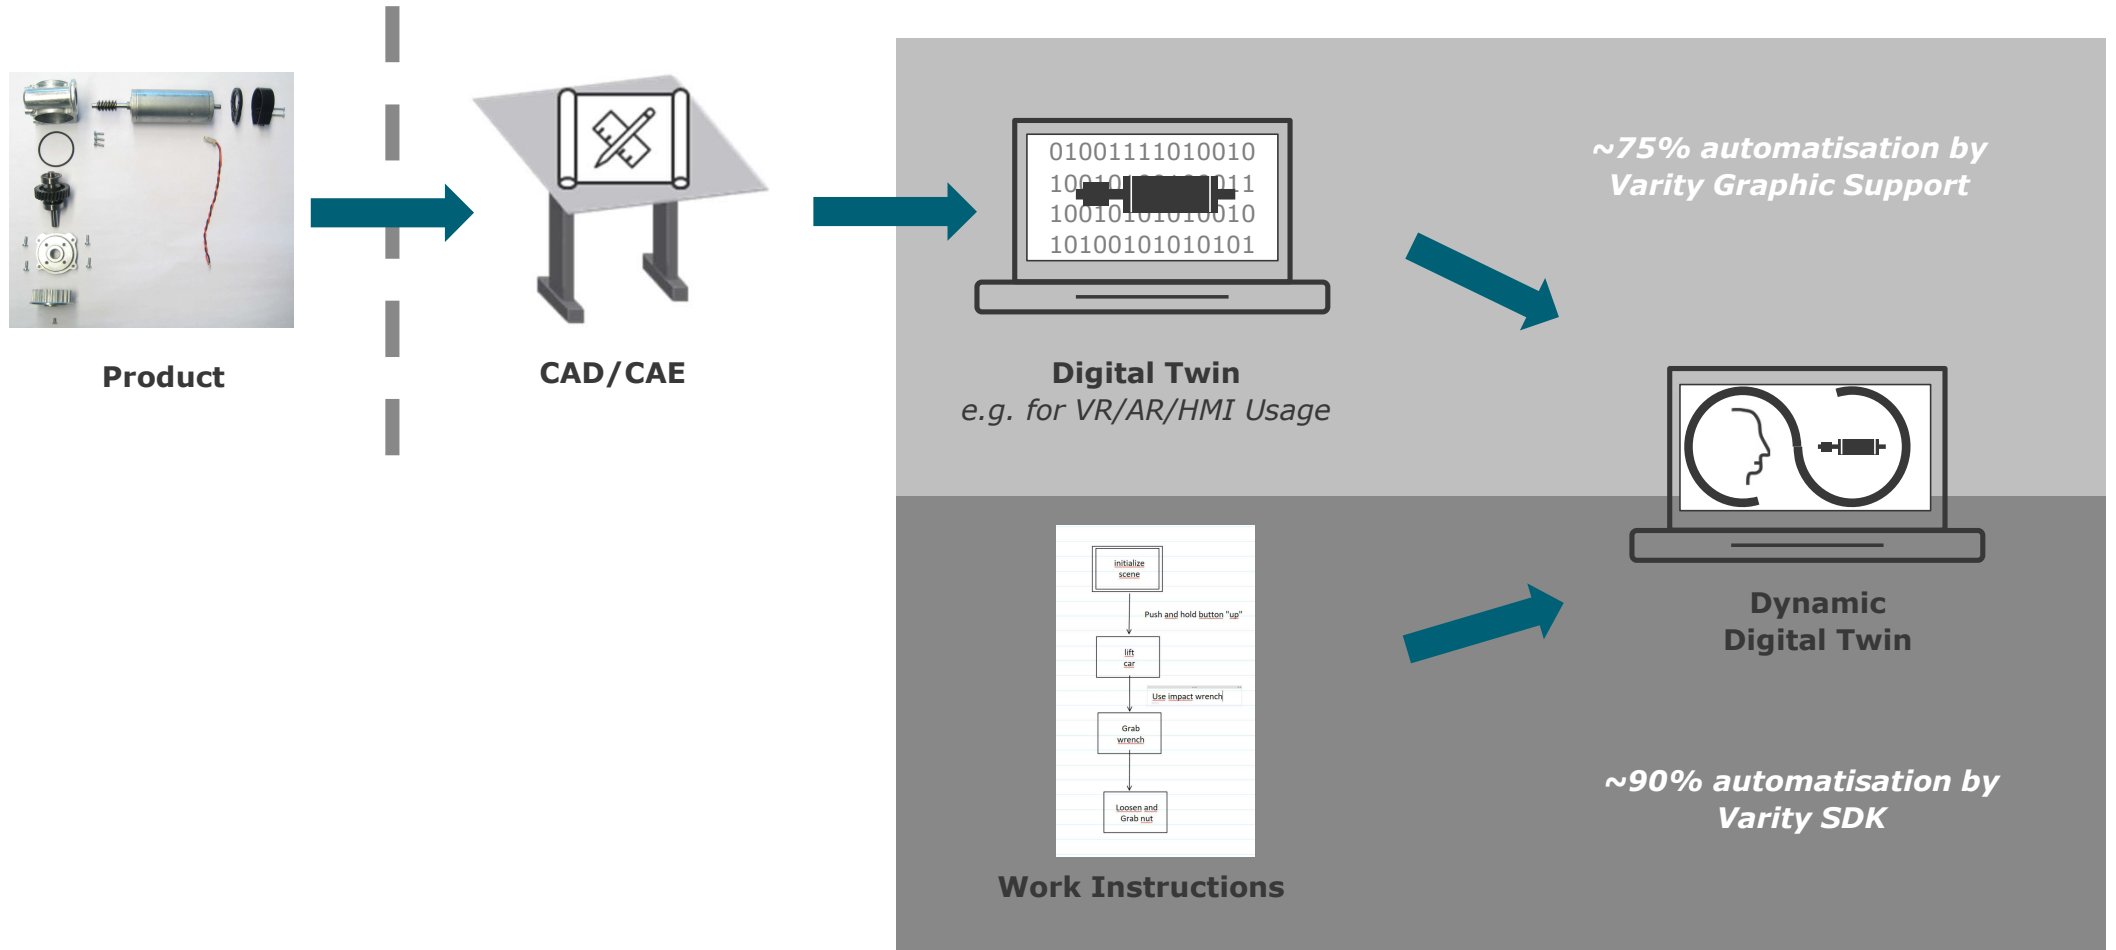 Product
CAD/CAE
01001111010010
10010101010010
10100101010101
Digital Twin
e.g. for VR/AR/HMI Usage
~75% automatisation by
Varity Graphic Support
initialize
scene
Push and hold button "up"
lift
car
Use impact wrench
Grab
wrench
Loosen and
Grab nut
Work Instructions
Dynamic
Digital Twin
~90% automatisation by
Varity SDK